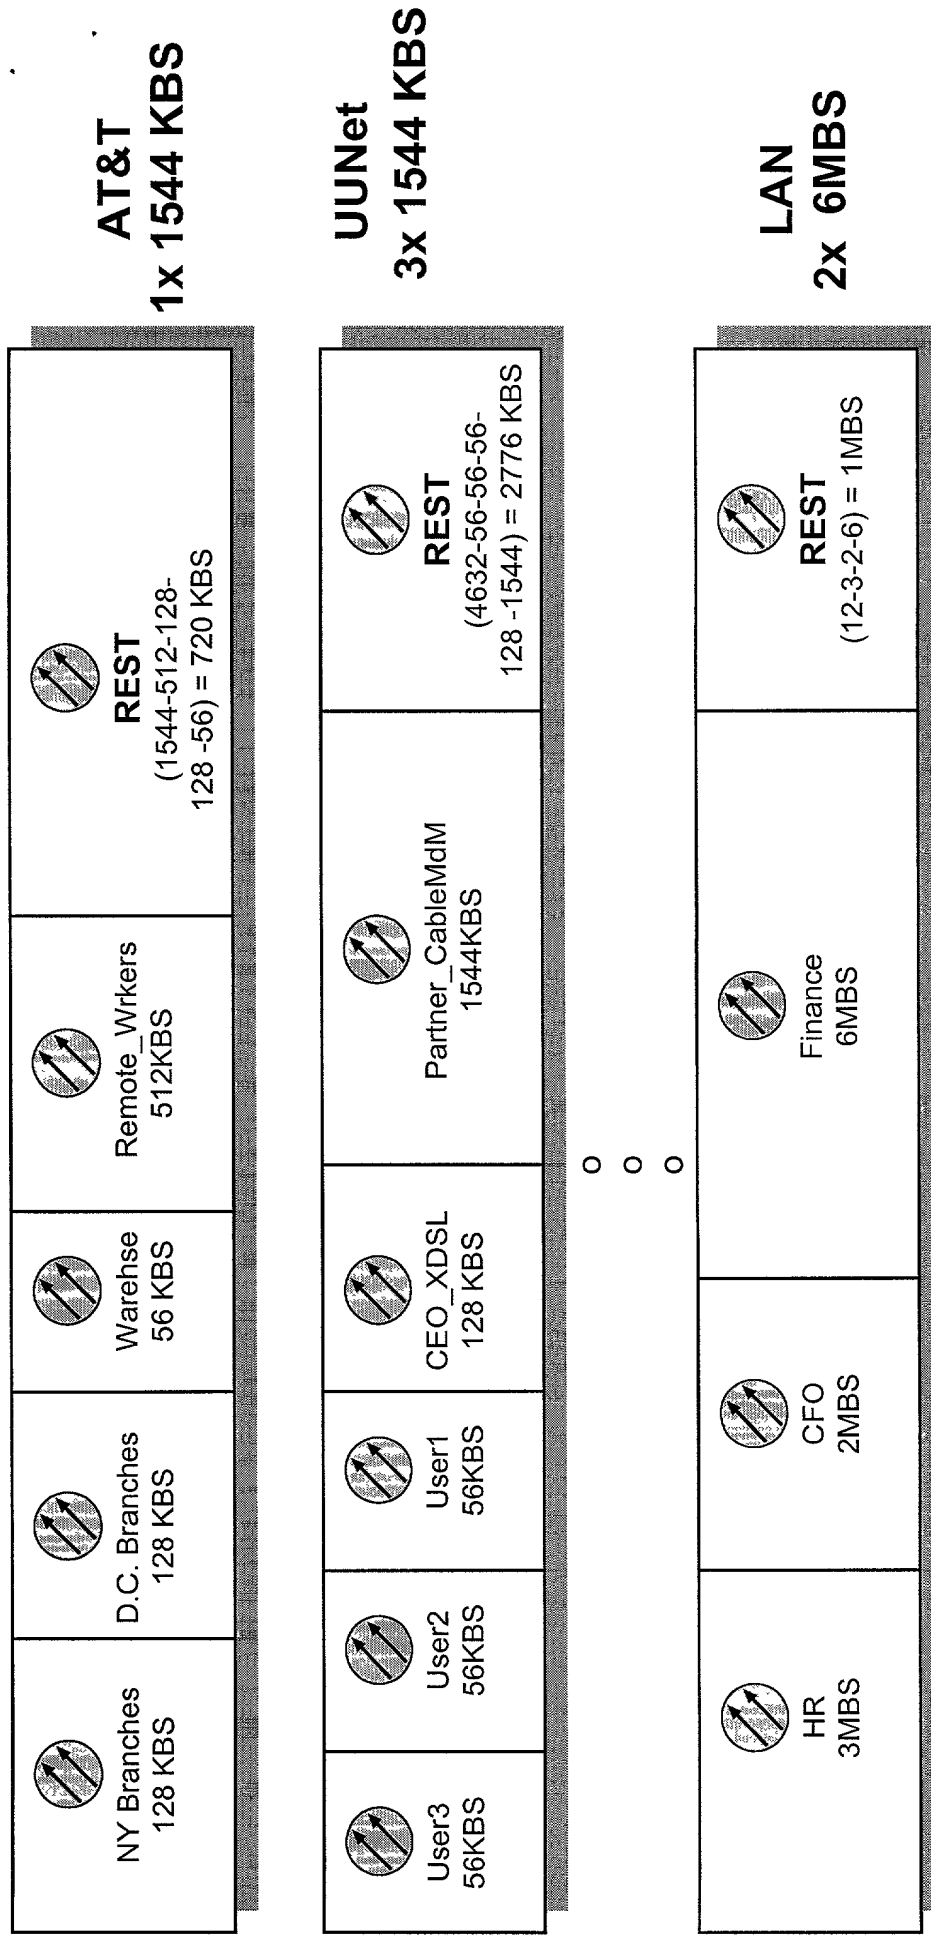 NY Branches
128 KBS
D.C. Branches
128 KBS
Warehse
56 KBS
Remote_Wrkers
512KBS
REST
(1544-512-128-
128 -56) = 720 KBS
AT&T
1x 1544 KBS
User3
56KBS
User2
56KBS
User1
56KBS
CEO_XDSL
128 KBS
Partner_CableMdM
1544KBS
REST
(4632-56-56-56-56-
128 -1544) = 2776 KBS
UUNet
3x 1544 KBS
HR
3MBS
CFO
2MBS
Finance
6MBS
REST
(12-3-2-6) = 1MBS
LAN
2x 6MBS